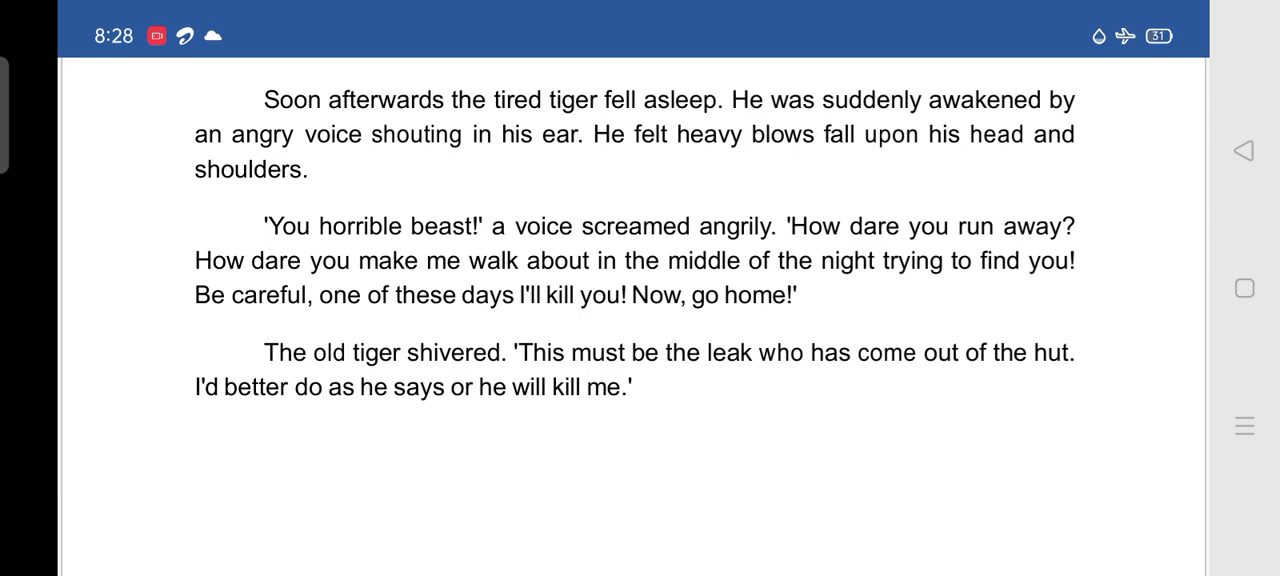 8:28
31
Soon afterwards the tired tiger fell asleep. He was suddenly awakened by
an angry voice shouting in his ear. He felt heavy blows fall upon his head and
shoulders.
'You horrible beast!' a voice screamed angrily. 'How dare you run away?
How dare you make me walk about in the middle of the night trying to find you!
Be careful, one of these days I'll kill you! Now, go home!'
The old tiger shivered. 'This must be the leak who has come out of the hut.
I'd better do as he says or he will kill me.'